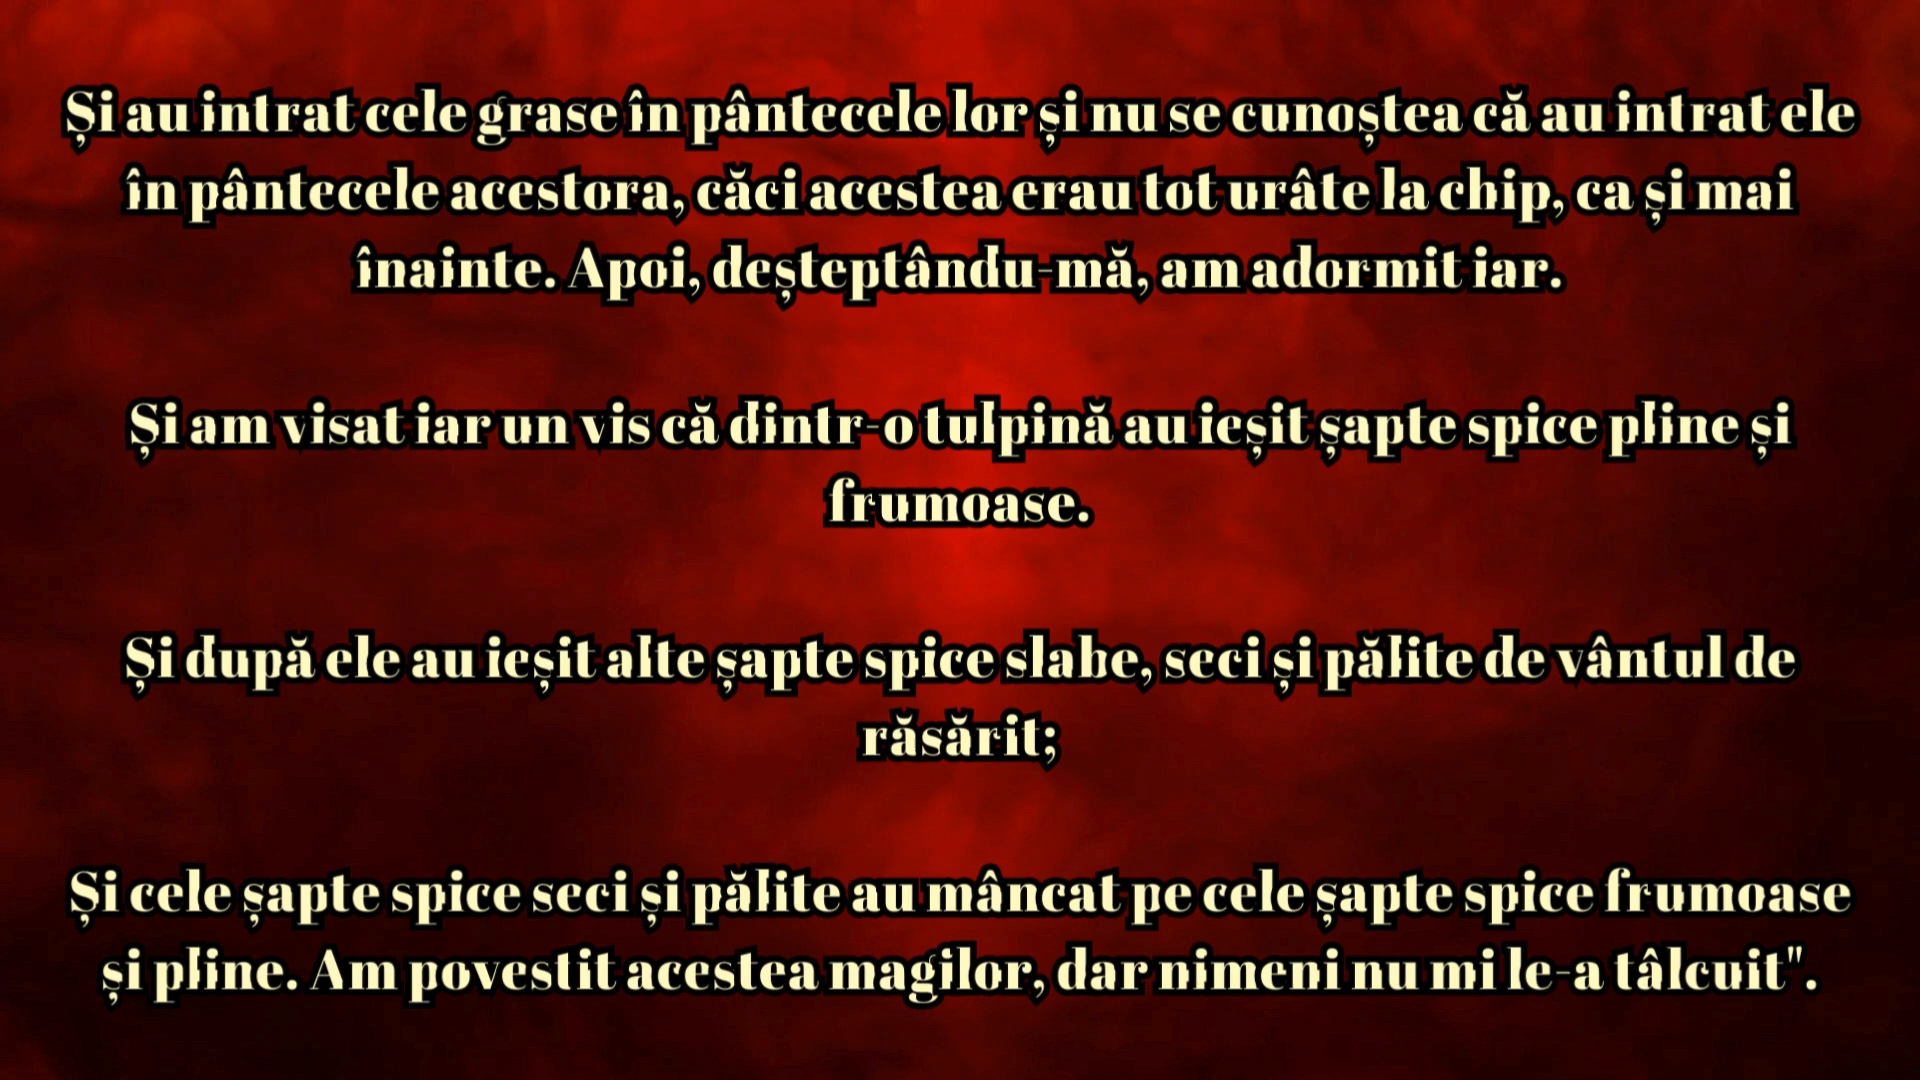 Și au intrat cele grase în pântecele lor și nu se cunoștea că au intrat ele
în pântecele acestora, căci acestea erau tot urâte la chip, ca și mai
înainte. Apoi, deșteptându-mă, am adormit iar.
Și am visat iar un vis că dintr-o tulpină au ieșit șapte spice pline și
frumoase.
Și după ele au ieșit alte șapte spice slabe, seci și pălite de vântul de
răsărit;
Și cele șapte spice seci și pălite au mâncat pe cele șapte spice frumoase
și pline. Am povestit acestea magilor, dar nimeni nu mi le-a tâlcuit".